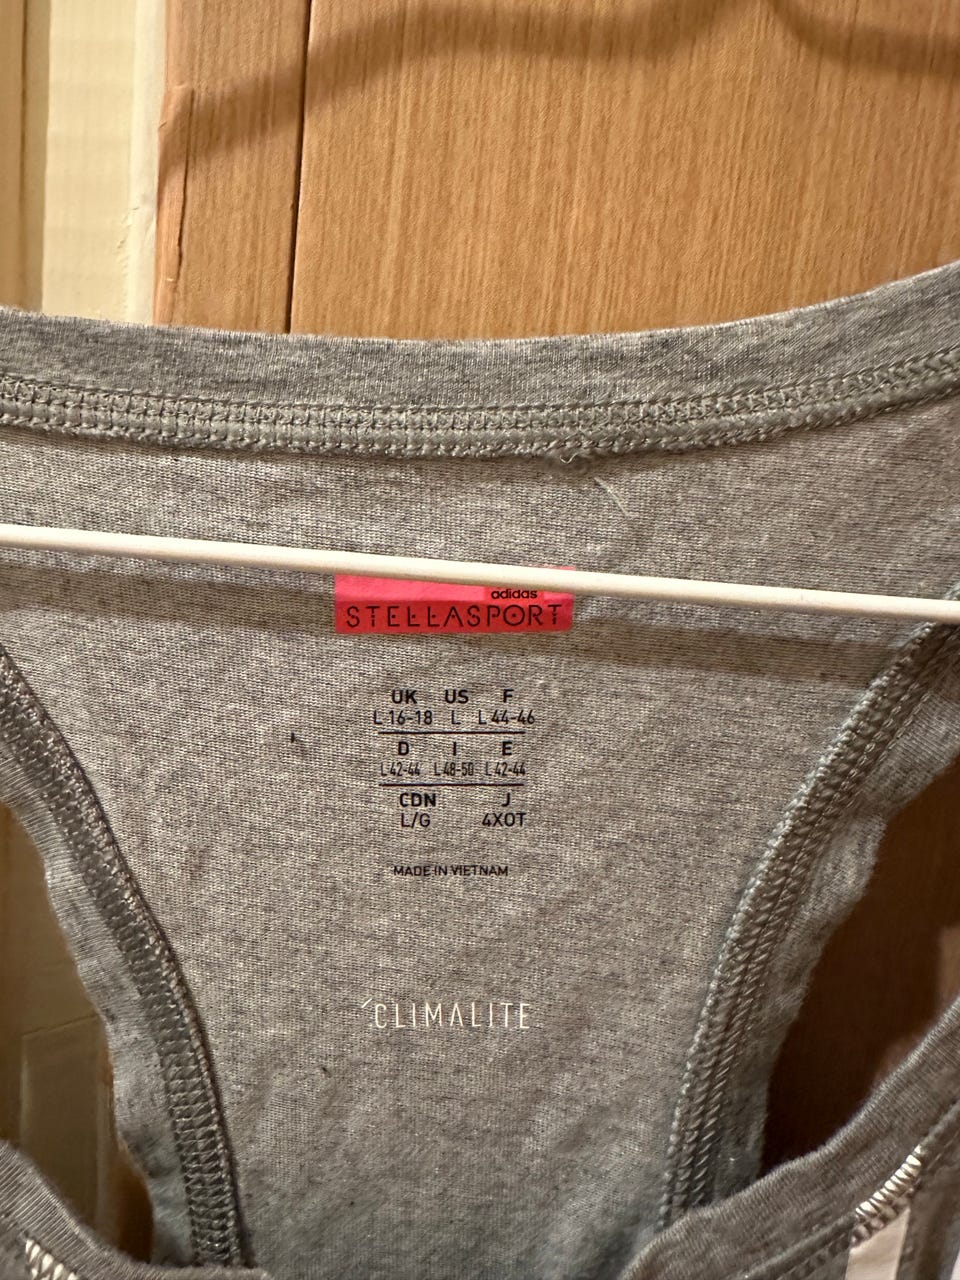 adidas
STELLASPORT
UK US F
L 16-18 L L 44-46
D I E
L 42-44 L 48-50 L 42-44
CDN J
L/G 4XOT
MADE IN VIETNAM
CLIMALITE